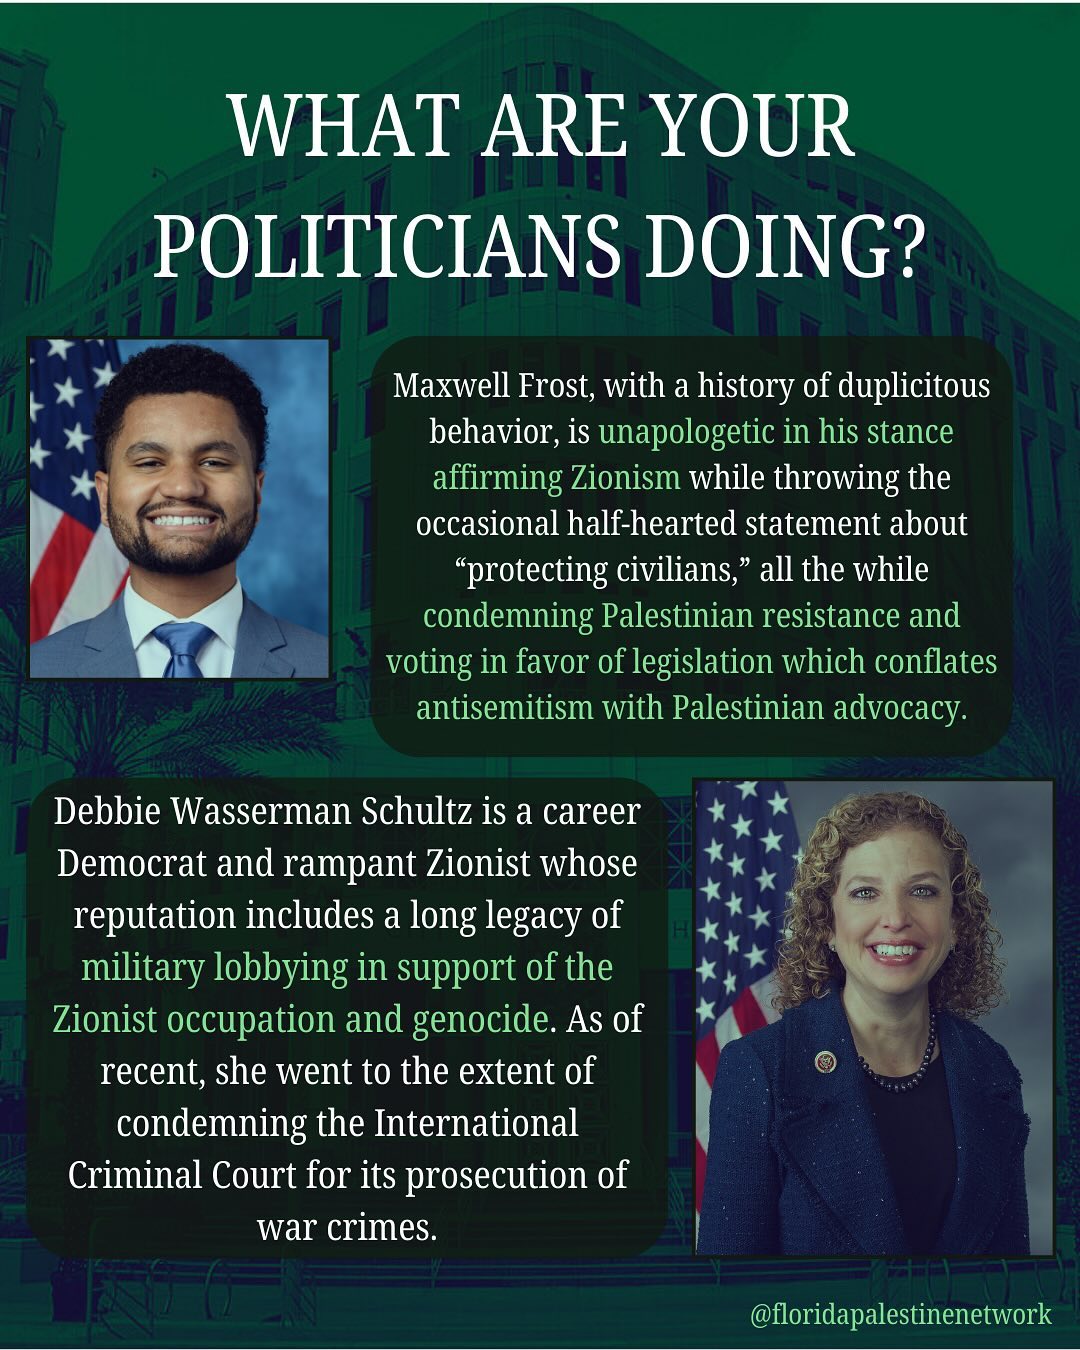 WHAT ARE YOUR
POLITICIANS DOING?
Maxwell Frost, with a history of duplicitous
behavior, is unapologetic in his stance
affirming Zionism while throwing the
occasional half-hearted statement about
“protecting civilians,” all the while
condemning Palestinian resistance and
voting in favor of legislation which conflates
antisemitism with Palestinian advocacy.
Debbie Wasserman Schultz is a career
Democrat and rampant Zionist whose
reputation includes a long legacy of
military lobbying in support of the
Zionist occupation and genocide. As of
recent, she went to the extent of
condemning the International
Criminal Court for its prosecution of
war crimes.
@floridapalestinenetwork